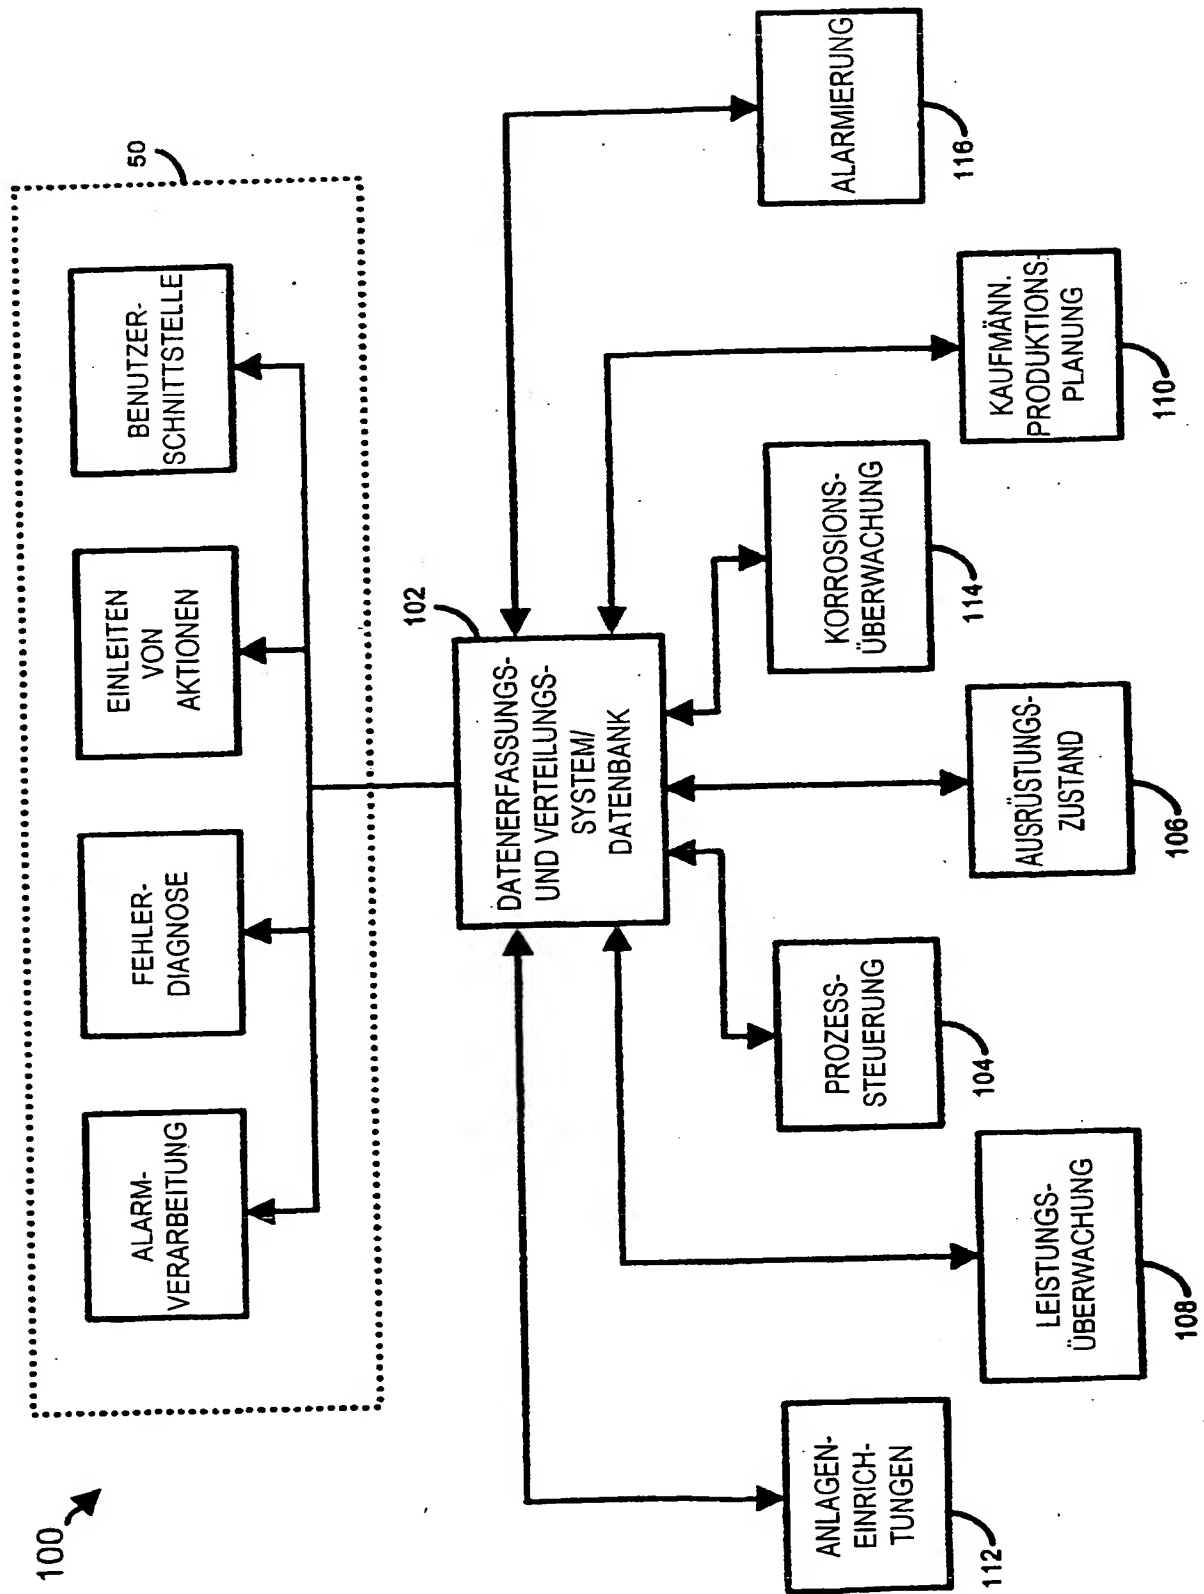 100
50
ALARM-
VERARBEITUNG
FEHLER-
DIAGNOSE
EINLEITEN
VON
AKTIONEN
BENUTZER-
SCHNITTSTELLE
102
DATENERFASSUNGS-
UND VERTEILUNGS-
SYSTEM/
DATENBANK
ANLAGEN-
EINRICH-
TUNGEN
112
LEISTUNGS-
ÜBERWACHUNG
108
PROZESS-
STEUERUNG
104
AUSRÜSTUNGS-
ZUSTAND
106
KORROSIONS-
ÜBERWACHUNG
114
KAUFMÄNN.
PRODUKTIONS-
PLANUNG
110
ALARMIERUNG
116